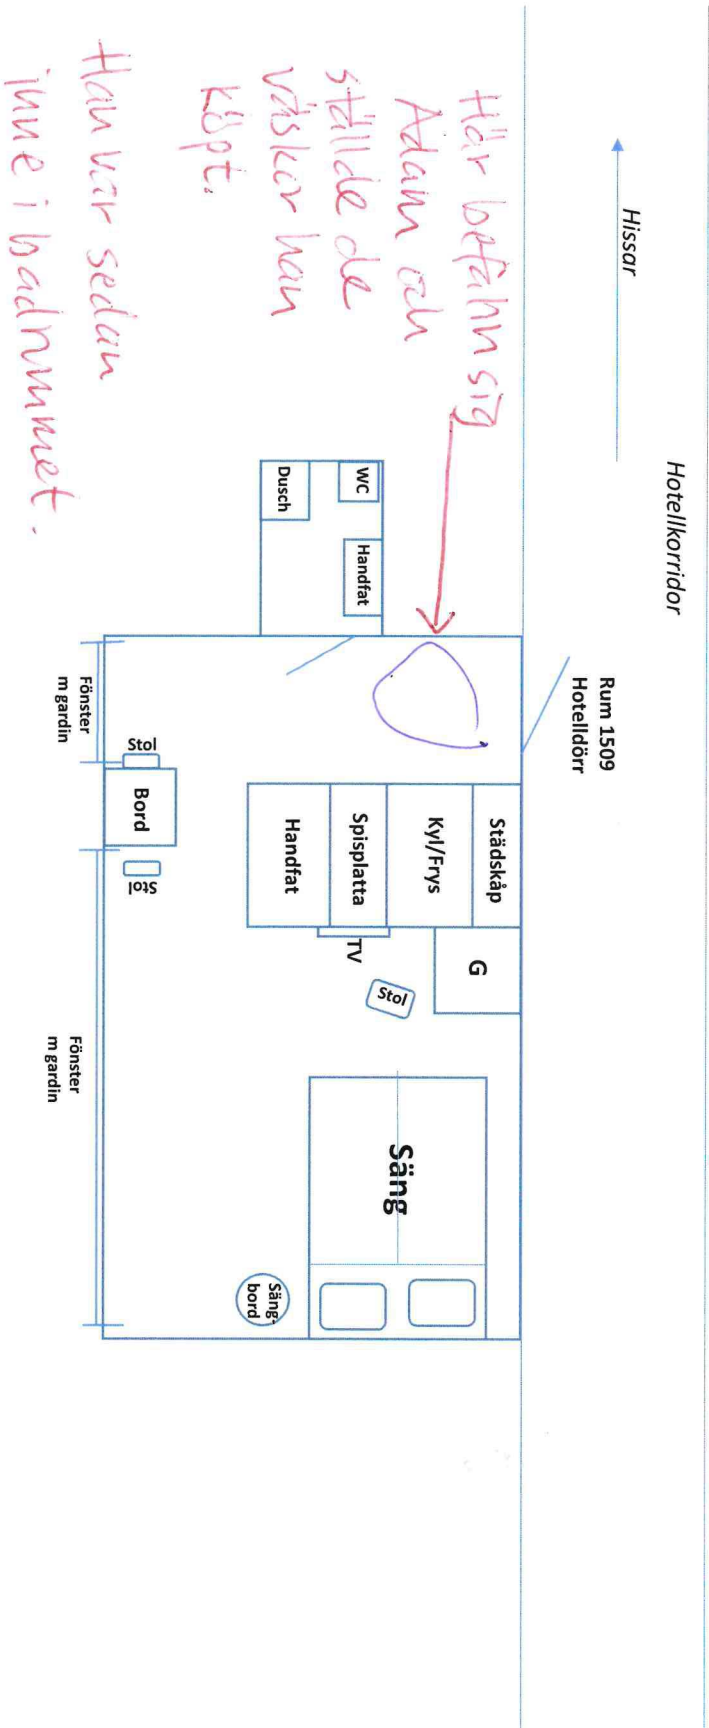 Hotellkorridor
Hissar
Rum 1509
Hotelldörr
Här befann sig
Adam och
ställde de
väskor han
köpt.
Han var sedan
inne i badrummet.
WC
Handfat
Dusch
Städskåp
Kyl/Frys
Spisplatta
Handfat
G
TV
Stol
Säng
Säng-
bord
Stol
Bord
Stol
Fönster
m gardin
Fönster
m gardin